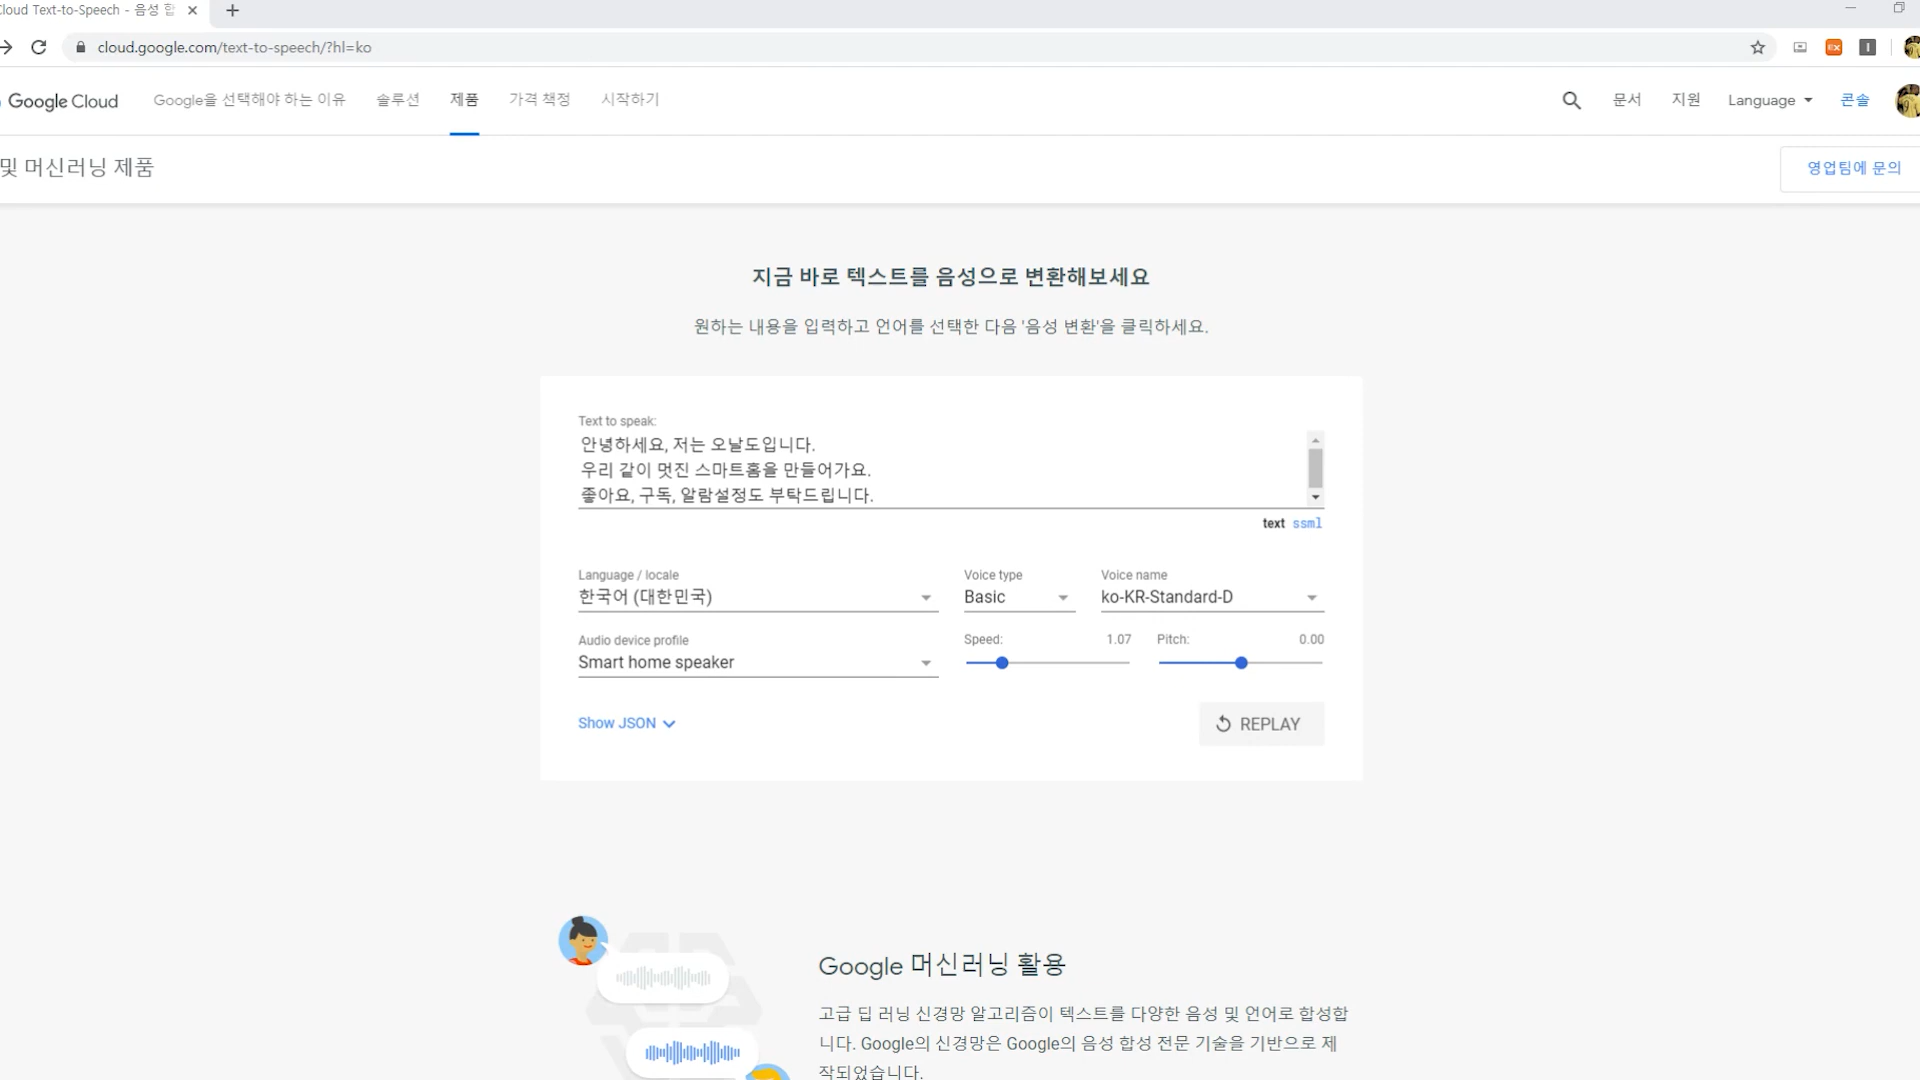 Cloud Text-to-Speech - 음성 합
cloud.google.com/text-to-speech/?hl=ko
Google Cloud
Google을 선택해야 하는 이유
솔루션
제품
가격 책정
시작하기
문서
지원
Language
콘솔
및 머신러닝 제품
영업팀에 문의
지금 바로 텍스트를 음성으로 변환해보세요
원하는 내용을 입력하고 언어를 선택한 다음 '음성 변환'을 클릭하세요.
Text to speak:
안녕하세요, 저는 오날도입니다.
우리 같이 멋진 스마트홈을 만들어가요.
좋아요, 구독, 알람설정도 부탁드립니다.
text ssml
Language / locale
한국어 (대한민국)
Voice type
Basic
Voice name
ko-KR-Standard-D
Audio device profile
Smart home speaker
Speed: 1.07
Pitch: 0.00
Show JSON
REPLAY
Google 머신러닝 활용
고급 딥 러닝 신경망 알고리즘이 텍스트를 다양한 음성 및 언어로 합성합
니다. Google의 신경망은 Google의 음성 합성 전문 기술을 기반으로 제
작되었습니다.